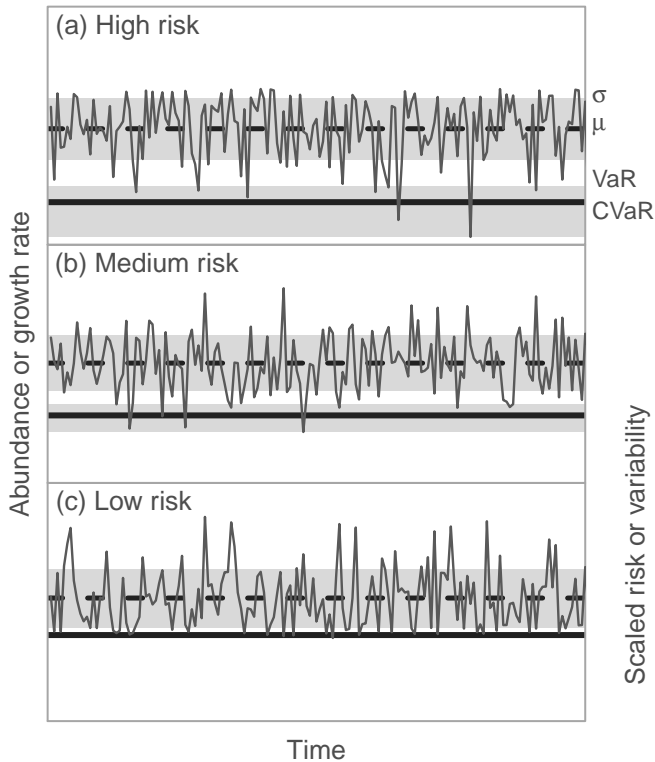 (a) High risk
σ
μ
VaR
CVaR
(b) Medium risk
(c) Low risk
Abundance or growth rate
Scaled risk or variability
Time